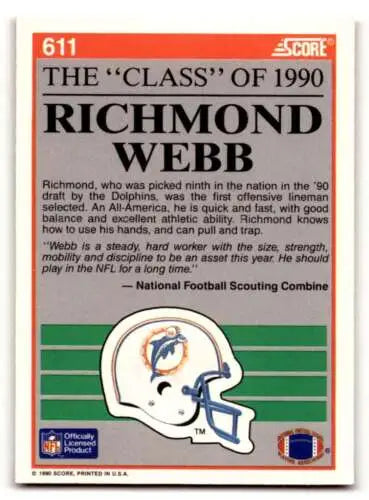 611
SCORE
THE "CLASS" OF 1990
RICHMOND
WEBB
Richmond, who was picked ninth in the nation in the '90
draft by the Dolphins, was the first offensive lineman
selected. An All-America, he is quick and fast, with good
balance and excellent athletic ability. Richmond knows
how to use his hands, and can pull and trap.
"Webb is a steady, hard worker with the size, strength,
mobility and discipline to be an asset this year. He should
play in the NFL for a long time."
— National Football Scouting Combine
TM
NFL
Officially
Licensed
Product
© 1990 SCORE, PRINTED IN U.S.A.